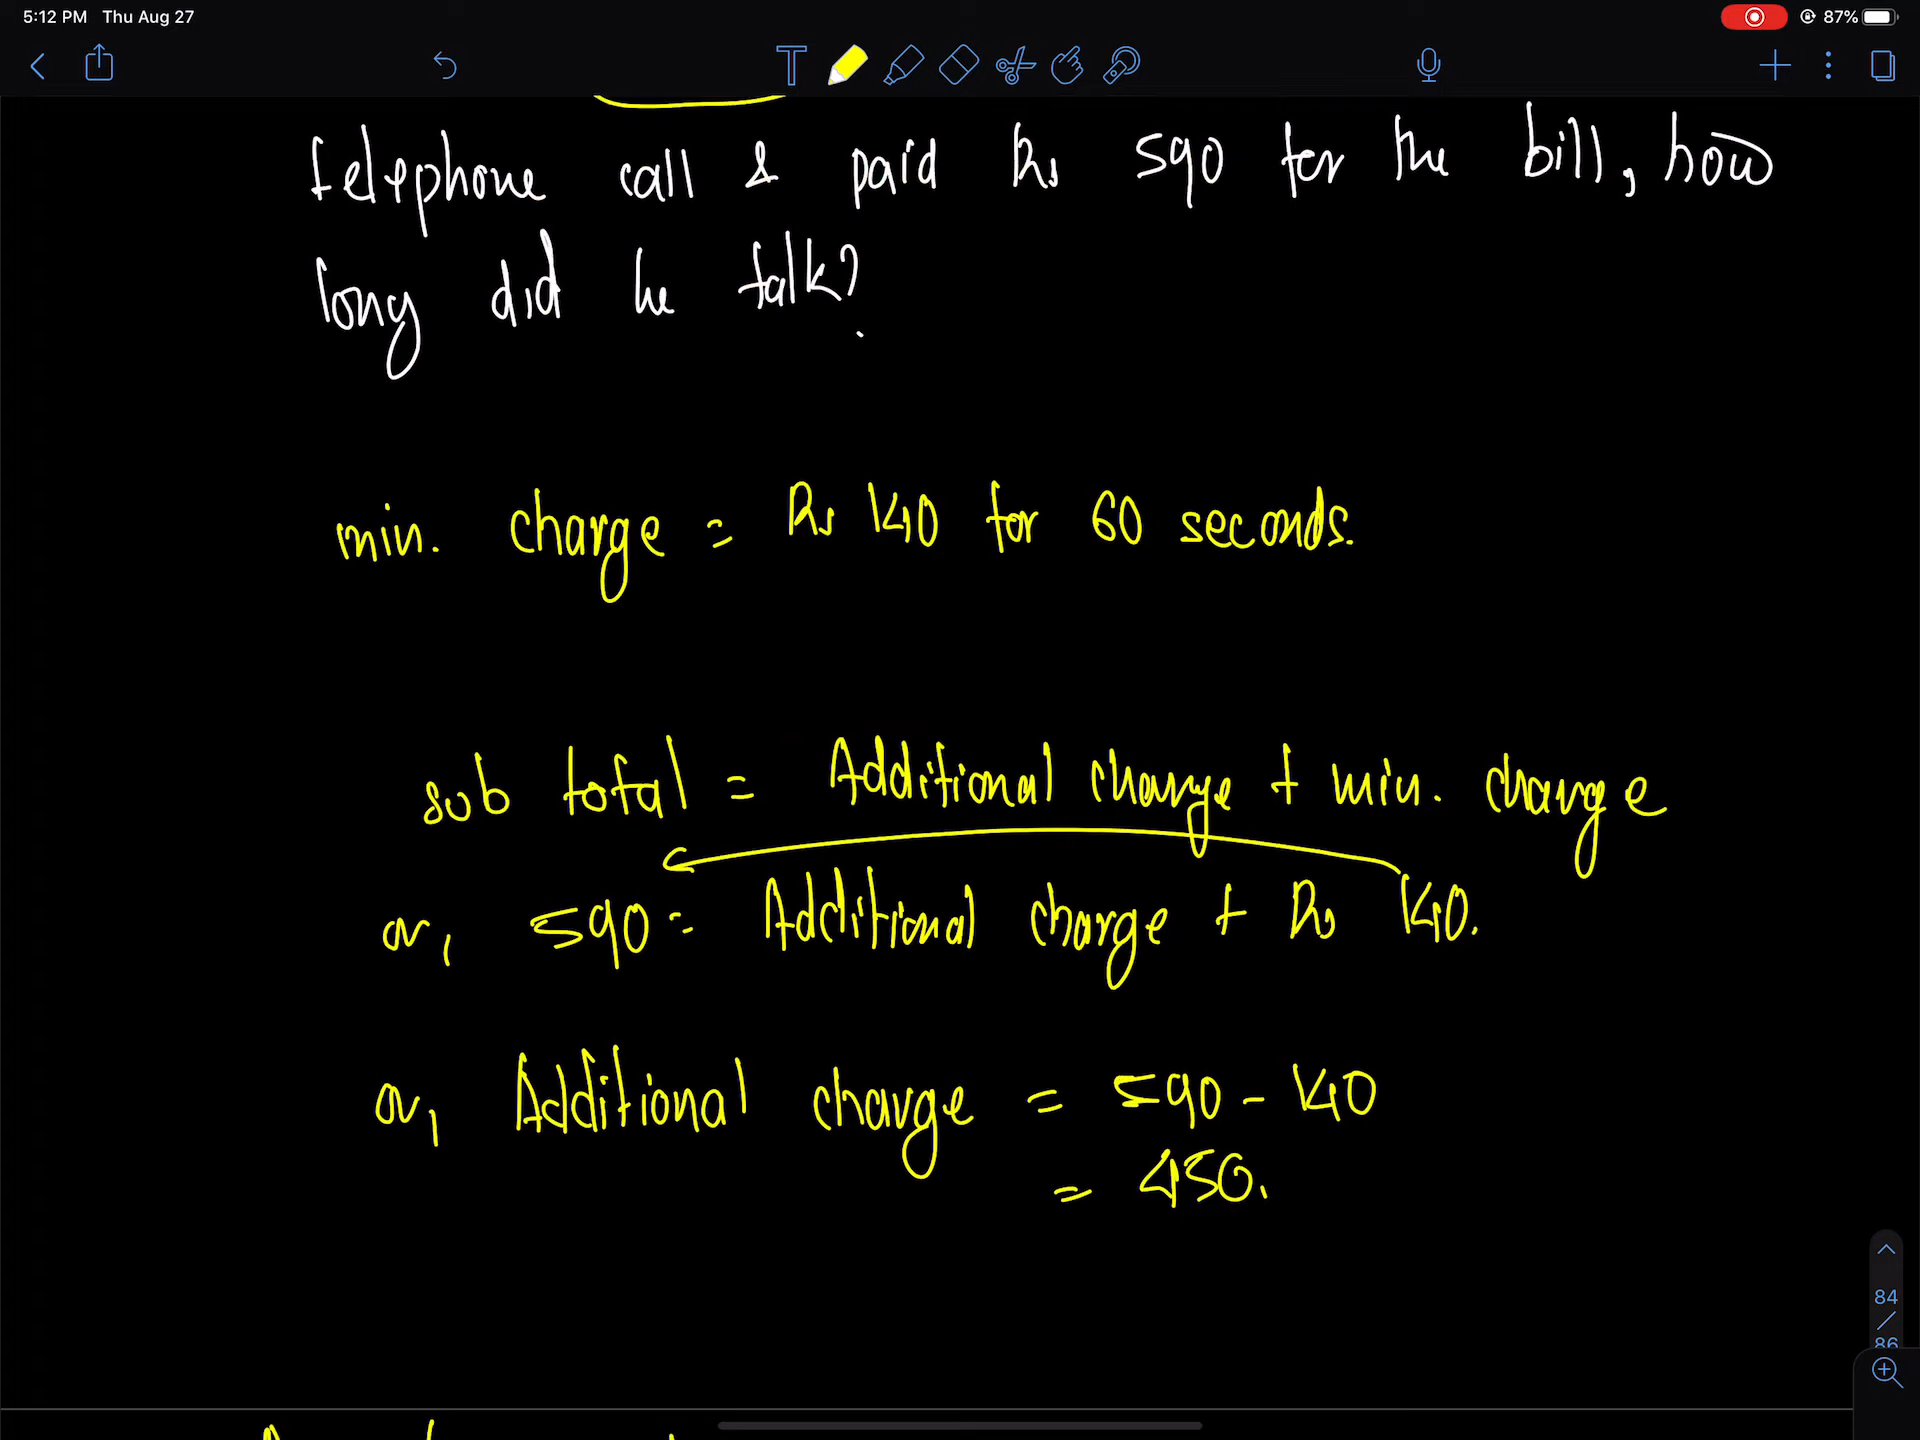 5:12 PM Thu Aug 27
87%
telephone call & paid Rs 590 for the bill, how
long did he talk?
min. charge = Rs 140 for 60 seconds.
sub total = Additional charge + min. charge
or, 590 = Additional charge + Rs 140.
or, Additional charge = 590 - 140
= 450.
84
/
86